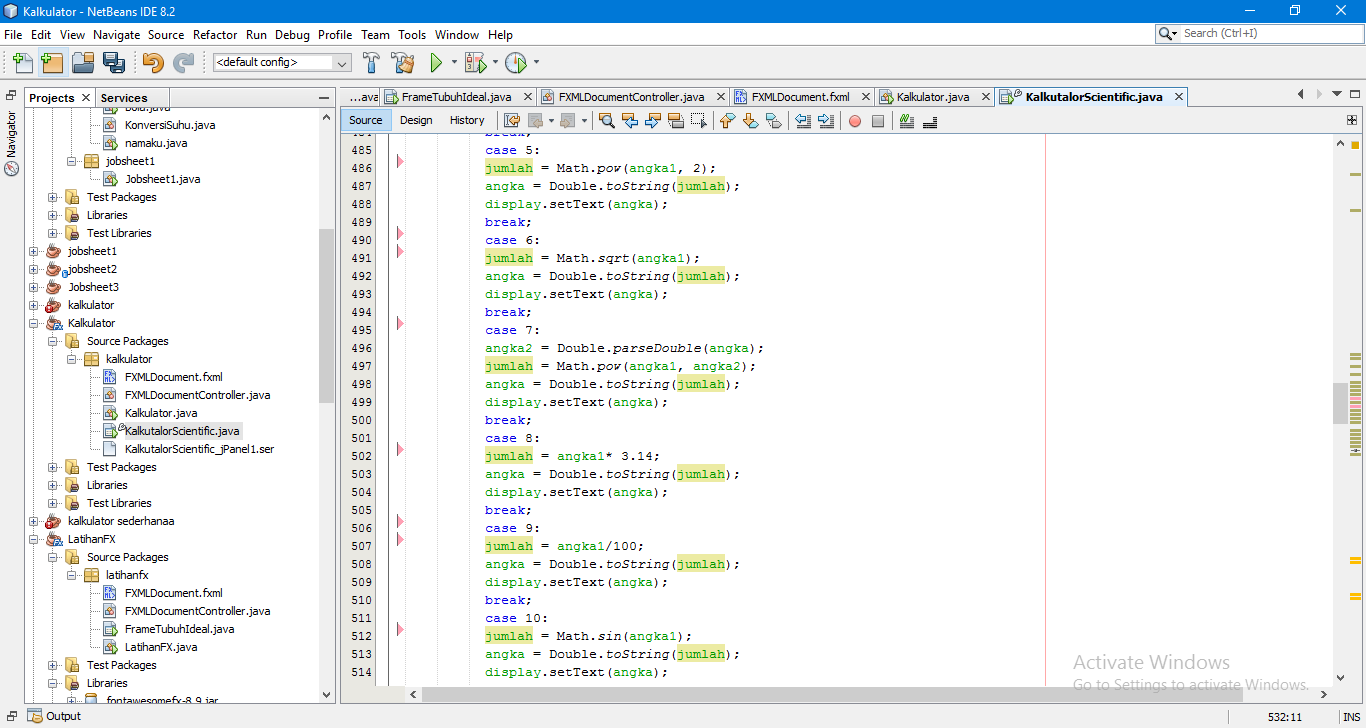 Kalkulator - NetBeans IDE 8.2
File Edit View Navigate Source Refactor Run Debug Profile Team Tools Window Help
Search (Ctrl+I)
<default config>
Projects
Services
Navigator
KonversiSuhu.java
namaku.java
jobsheet1
Jobsheet1.java
Test Packages
Libraries
Test Libraries
jobsheet1
jobsheet2
Jobsheet3
kalkulator
Kalkulator
Source Packages
kalkulator
FXMLDocument.fxml
FXMLDocumentController.java
Kalkulator.java
KalkutalorScientific.java
KalkutalorScientific_jPanel1.ser
Test Packages
Libraries
Test Libraries
kalkulator sederhanaa
LatihanFX
Source Packages
latihanfx
FXMLDocument.fxml
FXMLDocumentController.java
FrameTubuhIdeal.java
LatihanFX.java
Test Packages
Libraries
fontawesomefx-8.9.jar
...ava FrameTubuhIdeal.java FXMLDocumentController.java FXMLDocument.fxml Kalkulator.java KalkutalorScientific.java
Source Design History
484 break;
485 case 5:
486 jumlah = Math.pow(angka1, 2);
487 angka = Double.toString(jumlah);
488 display.setText(angka);
489 break;
490 case 6:
491 jumlah = Math.sqrt(angka1);
492 angka = Double.toString(jumlah);
493 display.setText(angka);
494 break;
495 case 7:
496 angka2 = Double.parseDouble(angka);
497 jumlah = Math.pow(angka1, angka2);
498 angka = Double.toString(jumlah);
499 display.setText(angka);
500 break;
501 case 8:
502 jumlah = angka1* 3.14;
503 angka = Double.toString(jumlah);
504 display.setText(angka);
505 break;
506 case 9:
507 jumlah = angka1/100;
508 angka = Double.toString(jumlah);
509 display.setText(angka);
510 break;
511 case 10:
512 jumlah = Math.sin(angka1);
513 angka = Double.toString(jumlah);
514 display.setText(angka);
Activate Windows
Go to Settings to activate Windows.
Output
532:11 INS